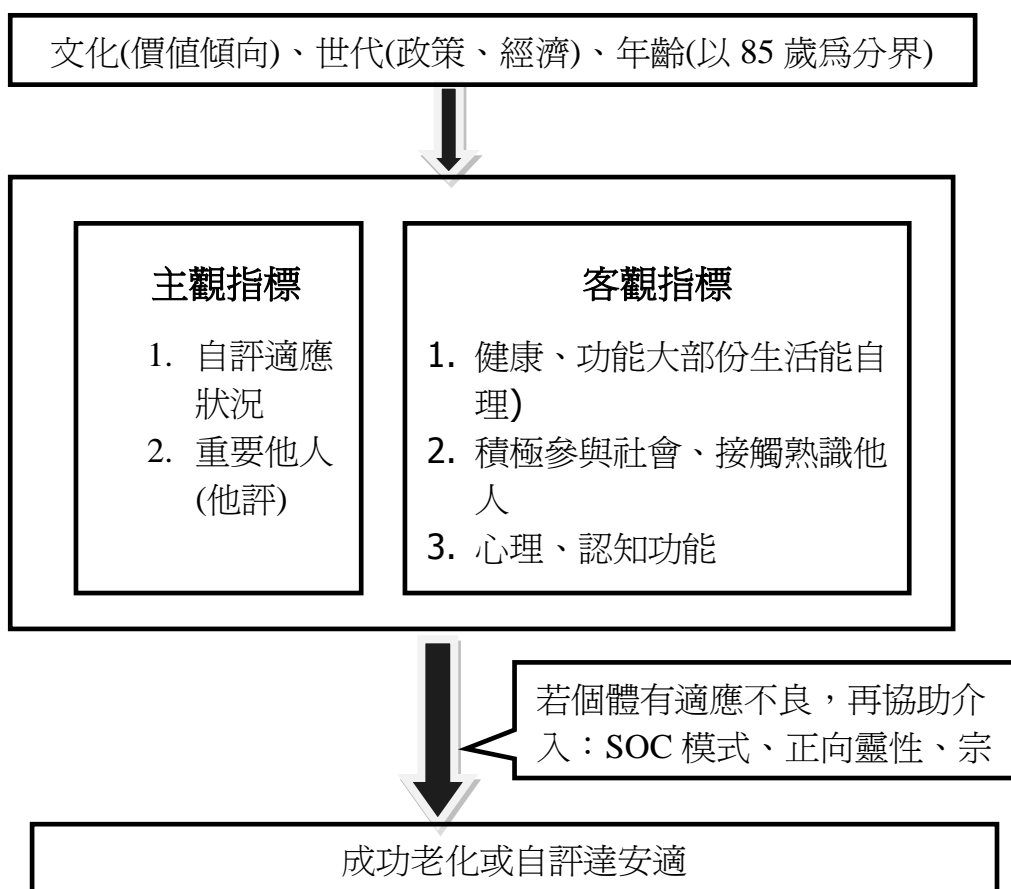 文化(價值傾向)、世代(政策、經濟)、年齡(以 85 歲為分界)
主觀指標
1. 自評適應
狀況
2. 重要他人
(他評)
客觀指標
1. 健康、功能大部份生活能自
理)
2. 積極參與社會、接觸熟識他
人
3. 心理、認知功能
若個體有適應不良，再協助介
入：SOC 模式、正向靈性、宗
成功老化或自評達安適